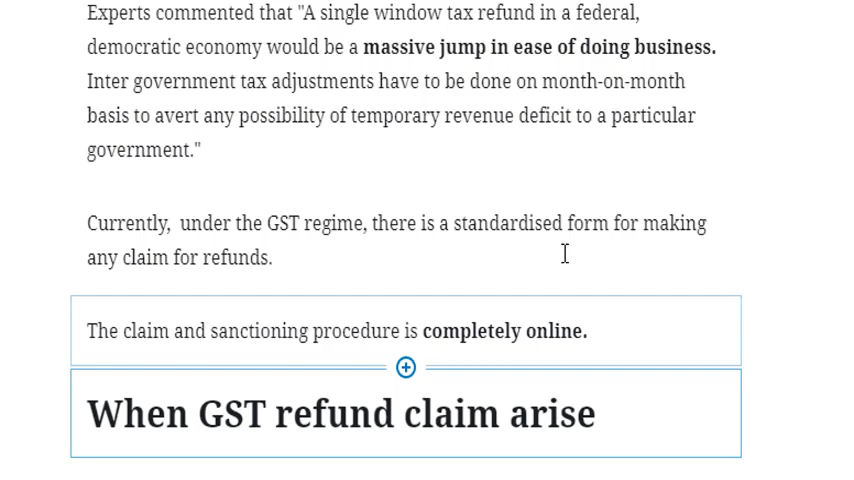 Experts commented that "A single window tax refund in a federal,
democratic economy would be a massive jump in ease of doing business.
Inter government tax adjustments have to be done on month-on-month
basis to avert any possibility of temporary revenue deficit to a particular
government."
Currently,  under the GST regime, there is a standardised form for making
any claim for refunds.
The claim and sanctioning procedure is completely online.
When GST refund claim arise